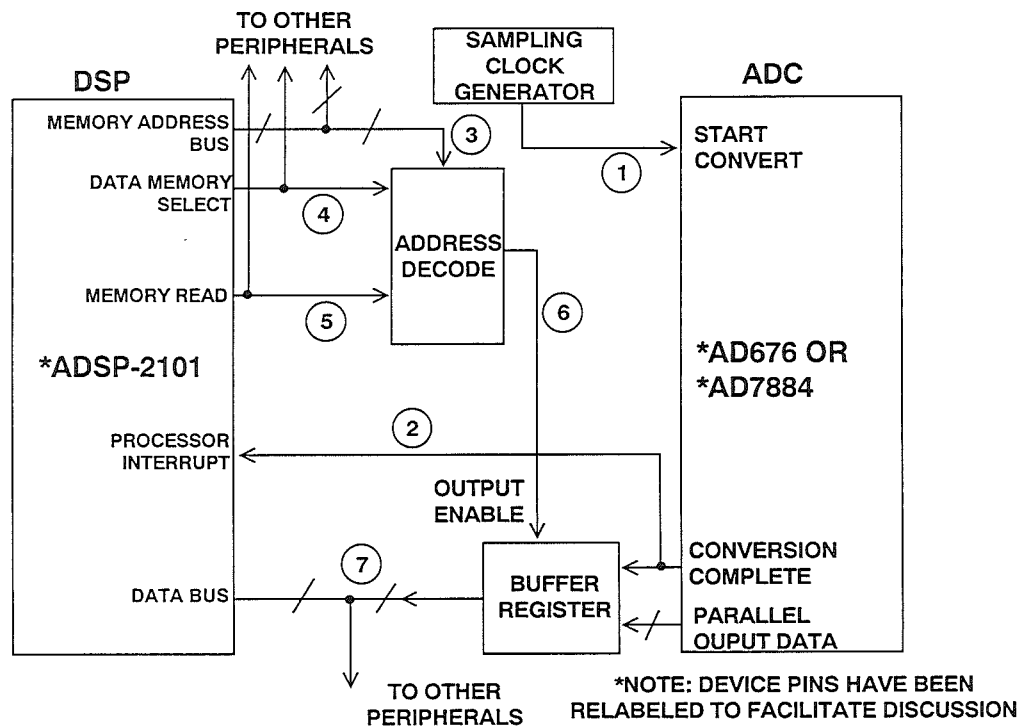 TO OTHER
PERIPHERALS
SAMPLING
CLOCK
GENERATOR
DSP
ADC
MEMORY ADDRESS
BUS
3
START
CONVERT
1
DATA MEMORY
SELECT
4
ADDRESS
DECODE
MEMORY READ
5
6
*ADSP-2101
*AD676 OR
*AD7884
2
PROCESSOR
INTERRUPT
OUTPUT
ENABLE
CONVERSION
COMPLETE
7
DATA BUS
BUFFER
REGISTER
PARALLEL
OUPUT DATA
TO OTHER
PERIPHERALS
*NOTE: DEVICE PINS HAVE BEEN
RELABELED TO FACILITATE DISCUSSION